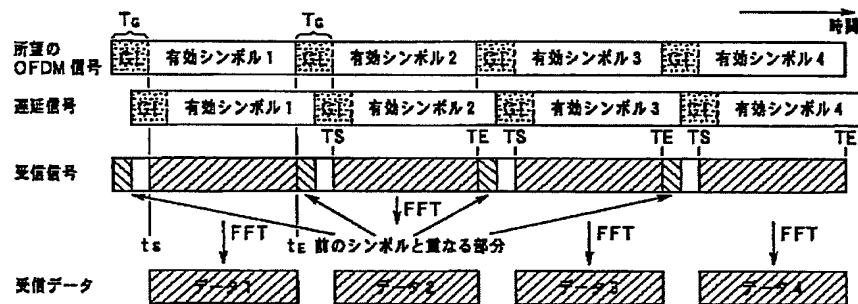 TG TG 時間
所望の
OFDM 信号
GI 有効シンボル1 GI 有効シンボル2 GI 有効シンボル3 GI 有効シンボル4
遅延信号
GI 有効シンボル1 GI 有効シンボル2 GI 有効シンボル3 GI 有効シンボル4
TS TE TS TE TS TE
受信信号
FFT
tS FFT tE 前のシンボルと重なる部分 FFT FFT
受信データ
データ1 データ2 データ3 データ4